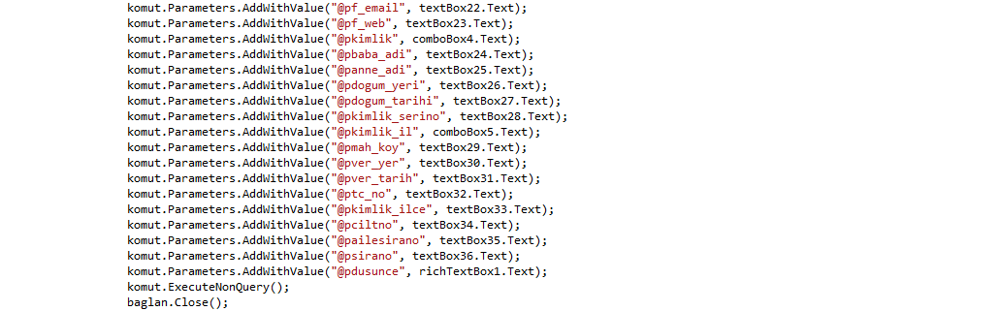 komut.Parameters.AddWithValue("@pf_email", textBox22.Text);
komut.Parameters.AddWithValue("@pf_web", textBox23.Text);
komut.Parameters.AddWithValue("@pkimlik", comboBox4.Text);
komut.Parameters.AddWithValue("@pbaba_adi", textBox24.Text);
komut.Parameters.AddWithValue("@panne_adi", textBox25.Text);
komut.Parameters.AddWithValue("@pdogum_yeri", textBox26.Text);
komut.Parameters.AddWithValue("@pdogum_tarihi", textBox27.Text);
komut.Parameters.AddWithValue("@pkimlik_serino", textBox28.Text);
komut.Parameters.AddWithValue("@pkimlik_il", comboBox5.Text);
komut.Parameters.AddWithValue("@pmah_koy", textBox29.Text);
komut.Parameters.AddWithValue("@pver_yer", textBox30.Text);
komut.Parameters.AddWithValue("@pver_tarih", textBox31.Text);
komut.Parameters.AddWithValue("@ptc_no", textBox32.Text);
komut.Parameters.AddWithValue("@pkimlik_ilce", textBox33.Text);
komut.Parameters.AddWithValue("@pciltno", textBox34.Text);
komut.Parameters.AddWithValue("@pailesirano", textBox35.Text);
komut.Parameters.AddWithValue("@psirano", textBox36.Text);
komut.Parameters.AddWithValue("@pdusunce", richTextBox1.Text);
komut.ExecuteNonQuery();
baglan.Close();